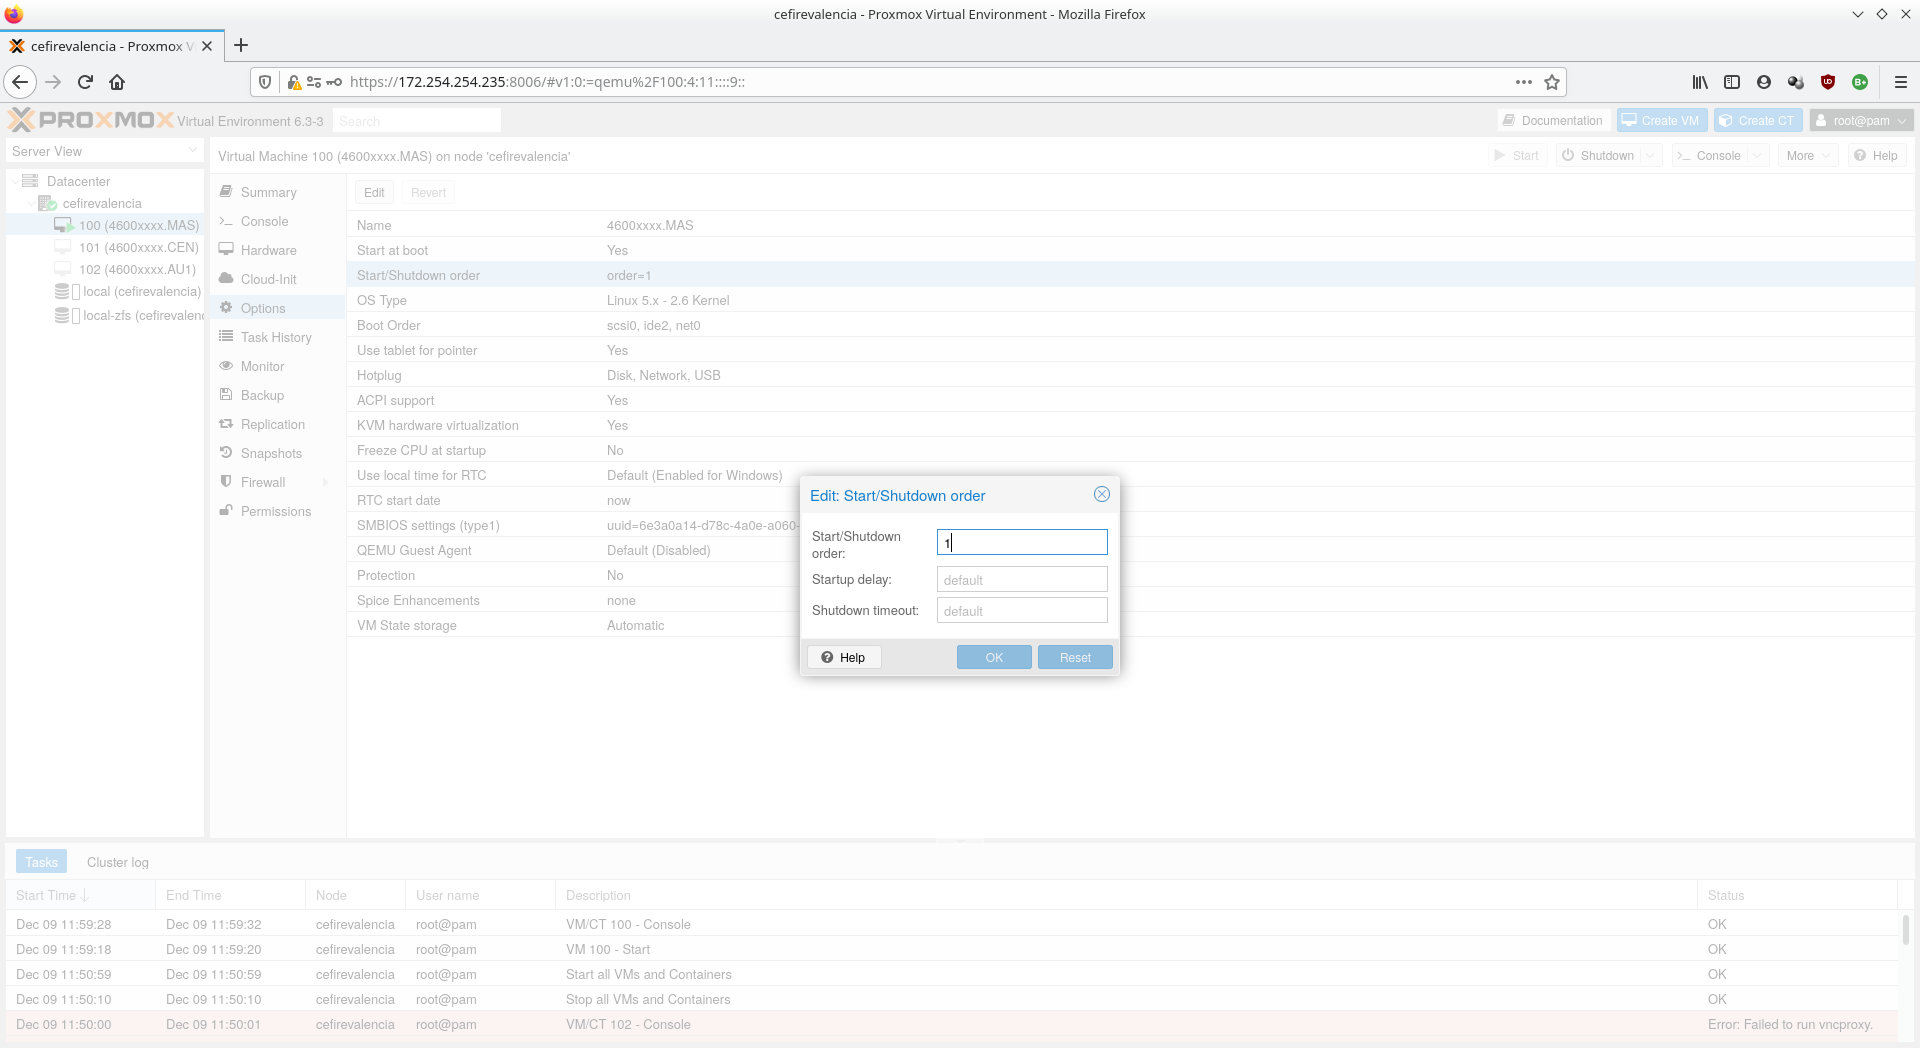 cefirevalencia - Proxmox Virtual Environment - Mozilla Firefox
cefirevalencia - Proxmox V
https://172.254.254.235:8006/#v1:0:=qemu%2F100:4:11::::9::
PROXMOX Virtual Environment 6.3-3 Search Documentation Create VM Create CT root@pam
Server View
Virtual Machine 100 (4600xxxx.MAS) on node 'cefirevalencia' Start Shutdown Console More Help
Datacenter
cefirevalencia
100 (4600xxxx.MAS)
101 (4600xxxx.CEN)
102 (4600xxxx.AU1)
local (cefirevalencia)
local-zfs (cefirevalenc
Summary
Console
Hardware
Cloud-Init
Options
Task History
Monitor
Backup
Replication
Snapshots
Firewall
Permissions
Edit Revert
Name 4600xxxx.MAS
Start at boot Yes
Start/Shutdown order order=1
OS Type Linux 5.x - 2.6 Kernel
Boot Order scsi0, ide2, net0
Use tablet for pointer Yes
Hotplug Disk, Network, USB
ACPI support Yes
KVM hardware virtualization Yes
Freeze CPU at startup No
Use local time for RTC Default (Enabled for Windows)
RTC start date now
SMBIOS settings (type1) uuid=6e3a0a14-d78c-4a0e-a060-
QEMU Guest Agent Default (Disabled)
Protection No
Spice Enhancements none
VM State storage Automatic
Edit: Start/Shutdown order
Start/Shutdown
order: 1
Startup delay: default
Shutdown timeout: default
Help OK Reset
Tasks Cluster log
Start Time End Time Node User name Description Status
Dec 09 11:59:28 Dec 09 11:59:32 cefirevalencia root@pam VM/CT 100 - Console OK
Dec 09 11:59:18 Dec 09 11:59:20 cefirevalencia root@pam VM 100 - Start OK
Dec 09 11:50:59 Dec 09 11:50:59 cefirevalencia root@pam Start all VMs and Containers OK
Dec 09 11:50:10 Dec 09 11:50:10 cefirevalencia root@pam Stop all VMs and Containers OK
Dec 09 11:50:00 Dec 09 11:50:01 cefirevalencia root@pam VM/CT 102 - Console Error: Failed to run vncproxy.